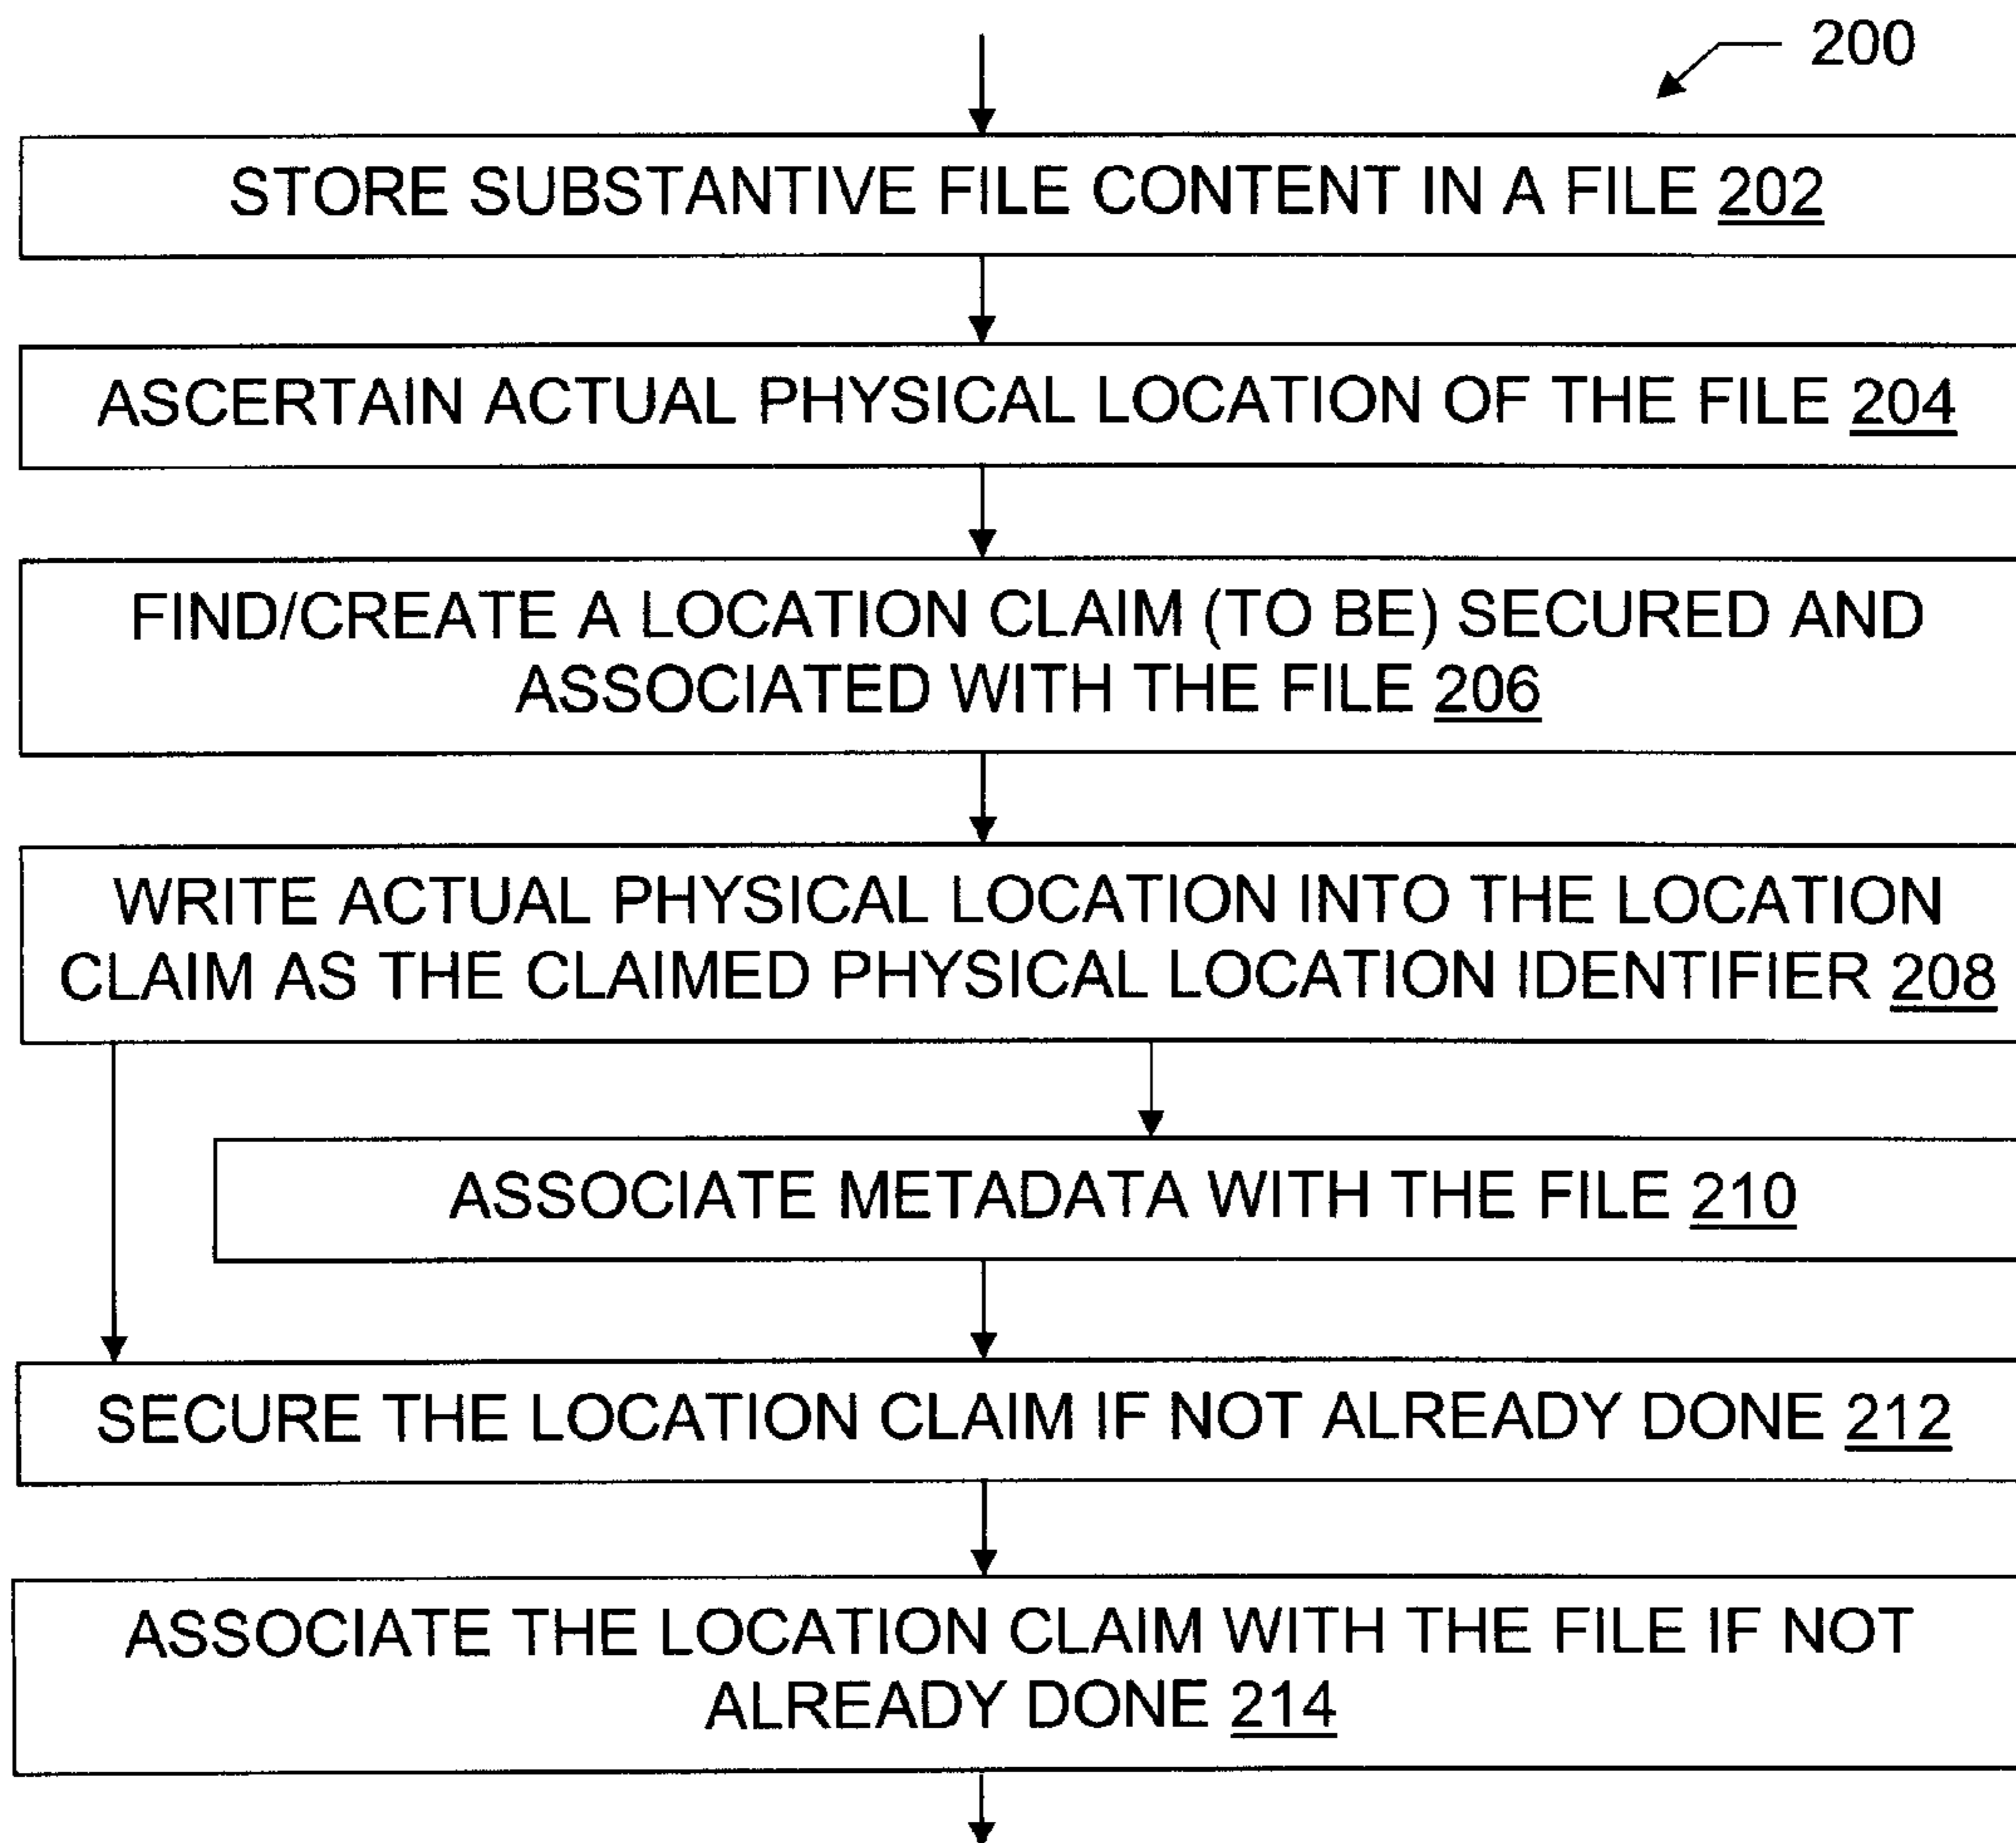 200
STORE SUBSTANTIVE FILE CONTENT IN A FILE 202
ASCERTAIN ACTUAL PHYSICAL LOCATION OF THE FILE 204
FIND/CREATE A LOCATION CLAIM (TO BE) SECURED AND
ASSOCIATED WITH THE FILE 206
WRITE ACTUAL PHYSICAL LOCATION INTO THE LOCATION
CLAIM AS THE CLAIMED PHYSICAL LOCATION IDENTIFIER 208
ASSOCIATE METADATA WITH THE FILE 210
SECURE THE LOCATION CLAIM IF NOT ALREADY DONE 212
ASSOCIATE THE LOCATION CLAIM WITH THE FILE IF NOT
ALREADY DONE 214